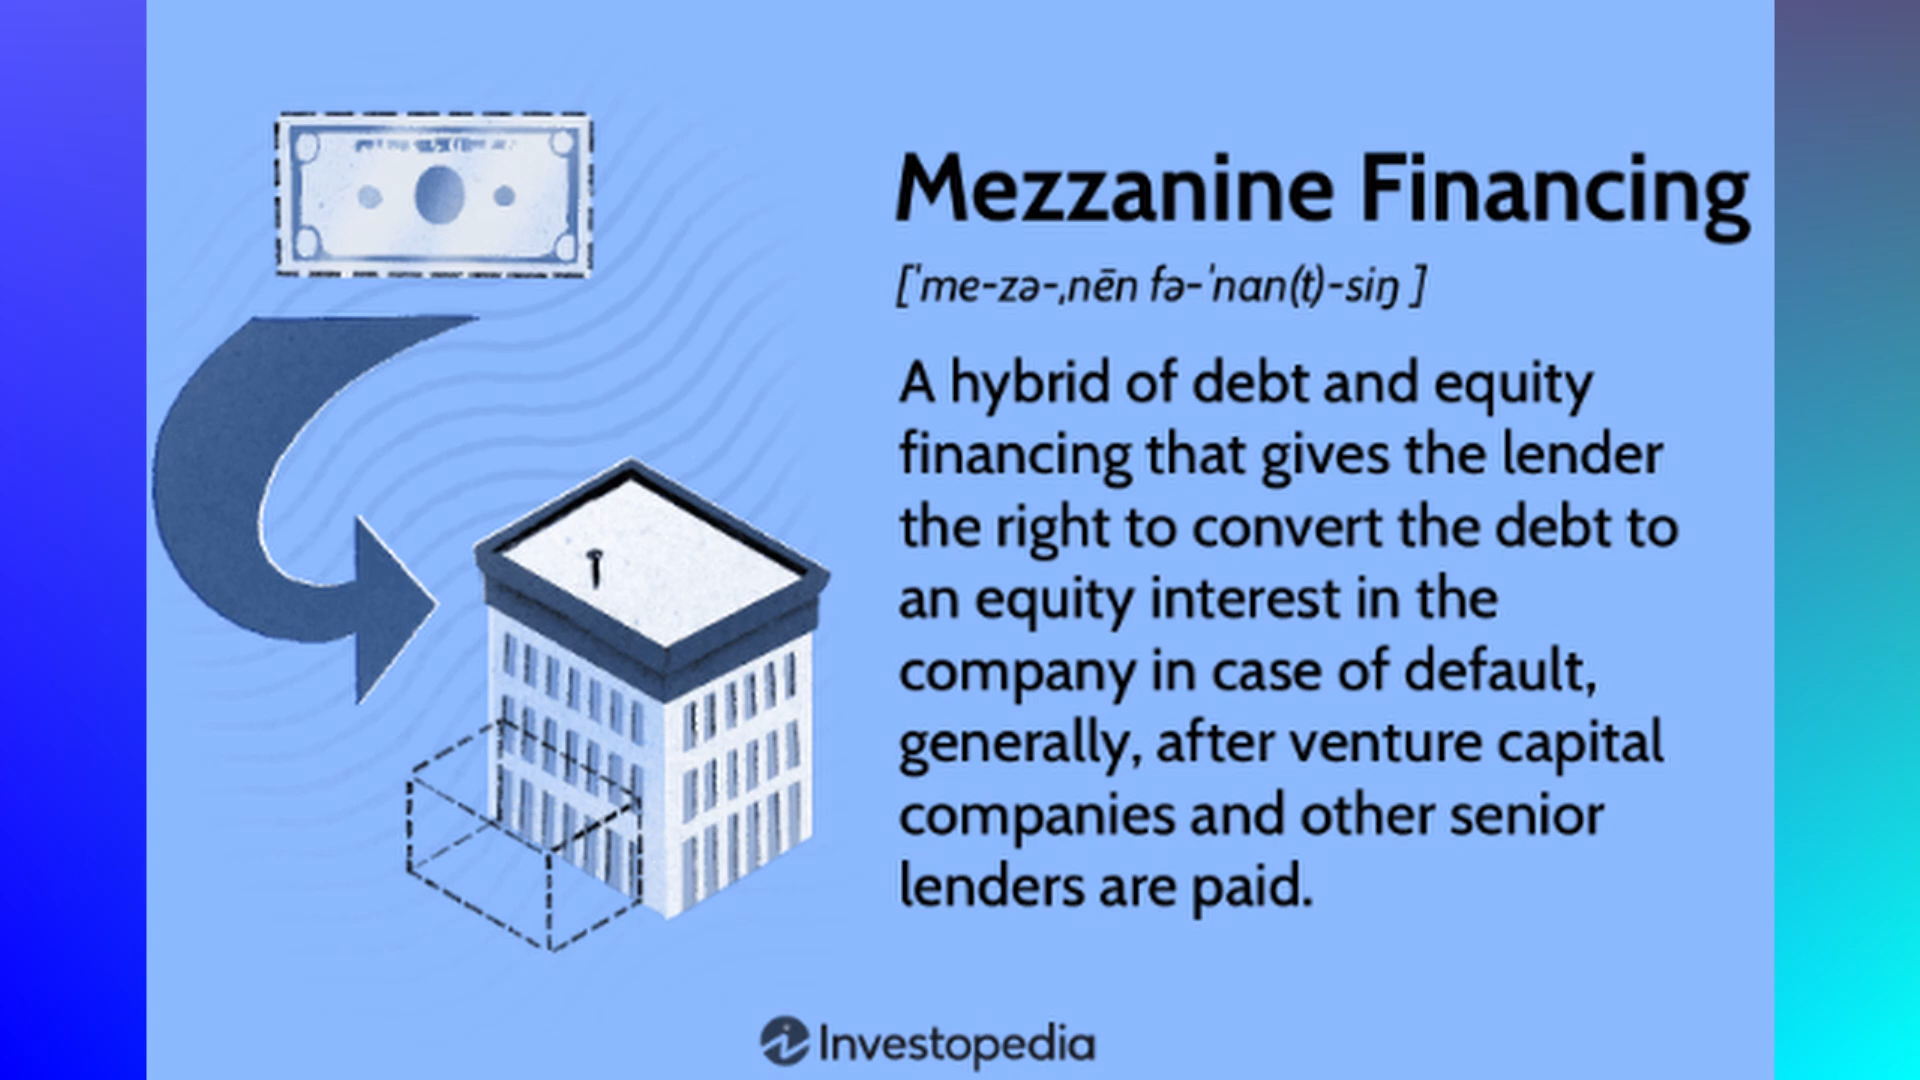 Mezzanine Financing
[ˈme-zə-ˌnēn fə-ˈnan(t)-siŋ ]
A hybrid of debt and equity
financing that gives the lender
the right to convert the debt to
an equity interest in the
company in case of default,
generally, after venture capital
companies and other senior
lenders are paid.
Investopedia